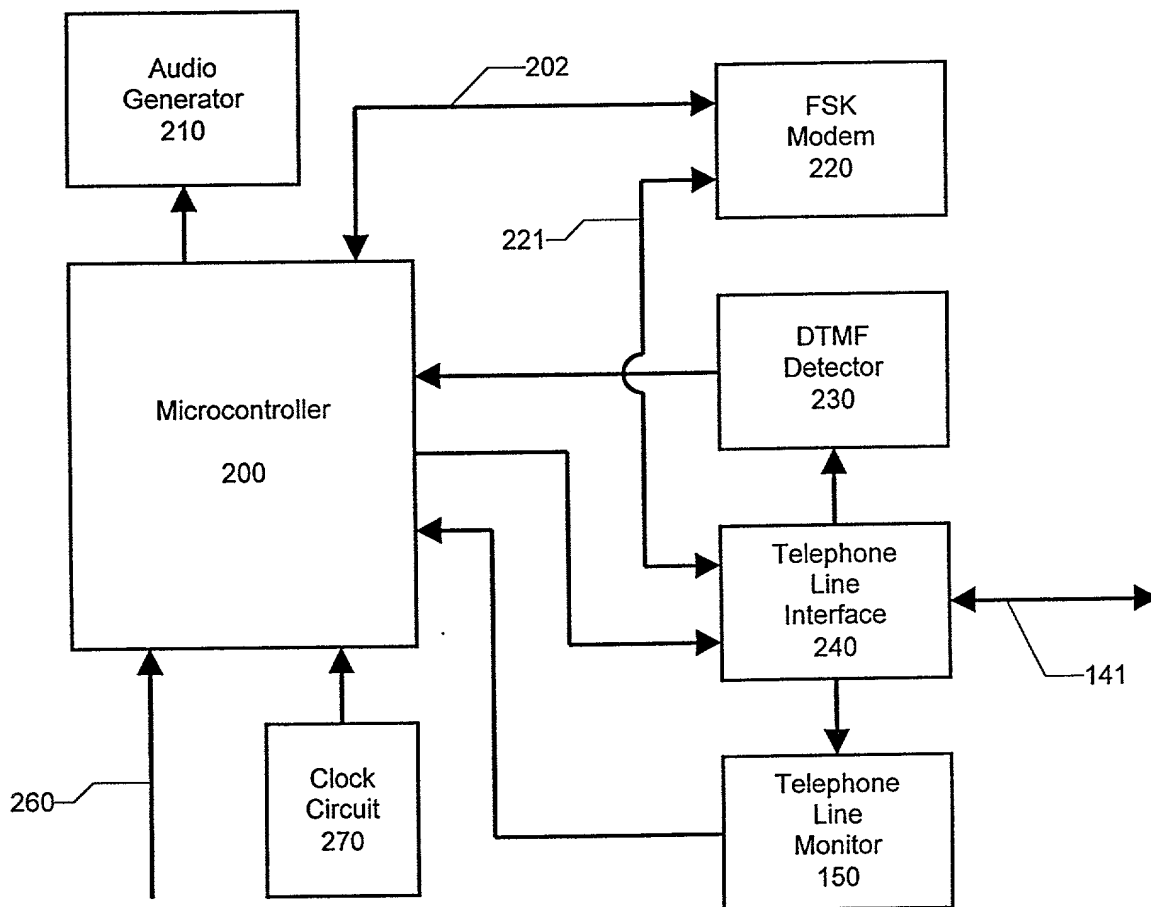 Audio
Generator
210
202
FSK
Modem
220
221
DTMF
Detector
230
Microcontroller
200
Telephone
Line
Interface
240
141
260
Clock
Circuit
270
Telephone
Line
Monitor
150